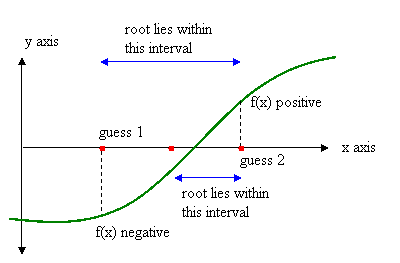 root lies within
this interval
y axis
f(x) positive
guess 1
x axis
guess 2
root lies within
this interval
f(x) negative